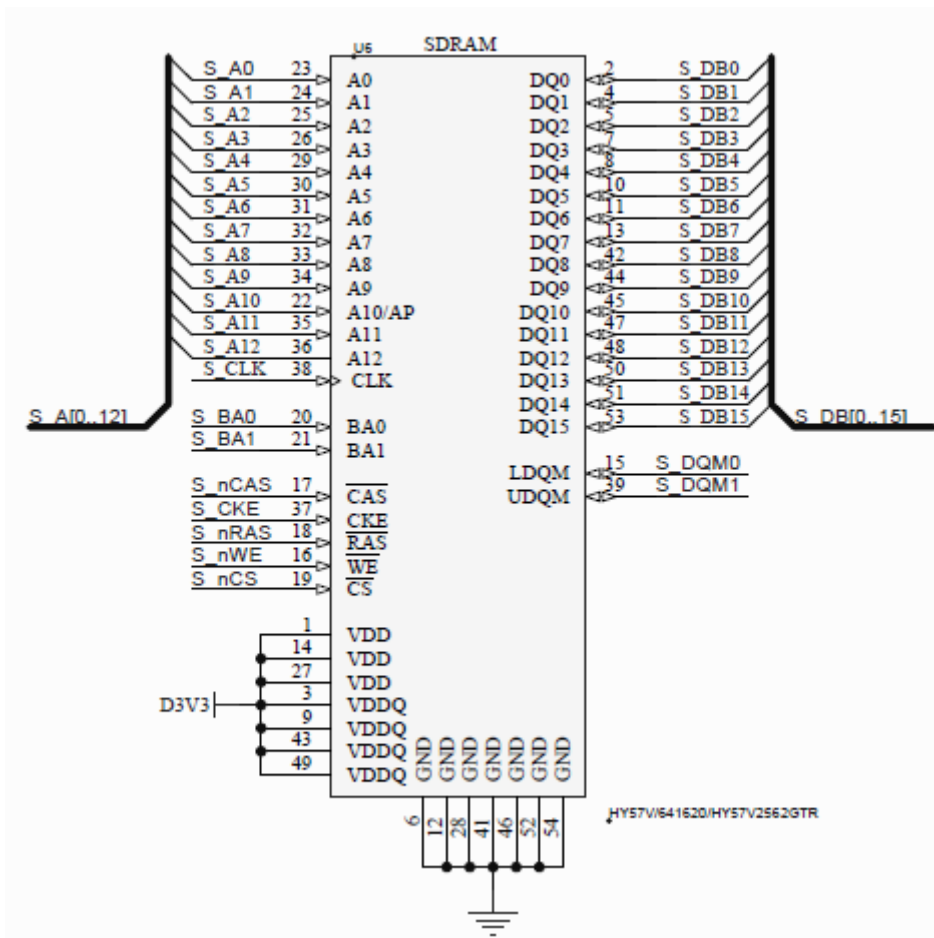 U6 SDRAM
S_A0 23 A0 DQ0 2 S_DB0
S_A1 24 A1 DQ1 4 S_DB1
S_A2 25 A2 DQ2 5 S_DB2
S_A3 26 A3 DQ3 7 S_DB3
S_A4 29 A4 DQ4 8 S_DB4
S_A5 30 A5 DQ5 10 S_DB5
S_A6 31 A6 DQ6 11 S_DB6
S_A7 32 A7 DQ7 13 S_DB7
S_A8 33 A8 DQ8 42 S_DB8
S_A9 34 A9 DQ9 44 S_DB9
S_A10 22 A10/AP DQ10 45 S_DB10
S_A11 35 A11 DQ11 47 S_DB11
S_A12 36 A12 DQ12 48 S_DB12
S_CLK 38 CLK DQ13 50 S_DB13
DQ14 51 S_DB14
S_A[0..12] S_BA0 20 BA0 DQ15 53 S_DB15 S_DB[0..15]
S_BA1 21 BA1
LDQM 15 S_DQM0
S_nCAS 17 CAS UDQM 39 S_DQM1
S_CKE 37 CKE
S_nRAS 18 RAS
S_nWE 16 WE
S_nCS 19 CS
1 VDD
14 VDD
27 VDD
D3V3 3 VDDQ
9 VDDQ
43 VDDQ
49 VDDQ
GND GND GND GND GND GND GND
6 12 28 41 46 52 54
HY57V/641620/HY57V2562GTR